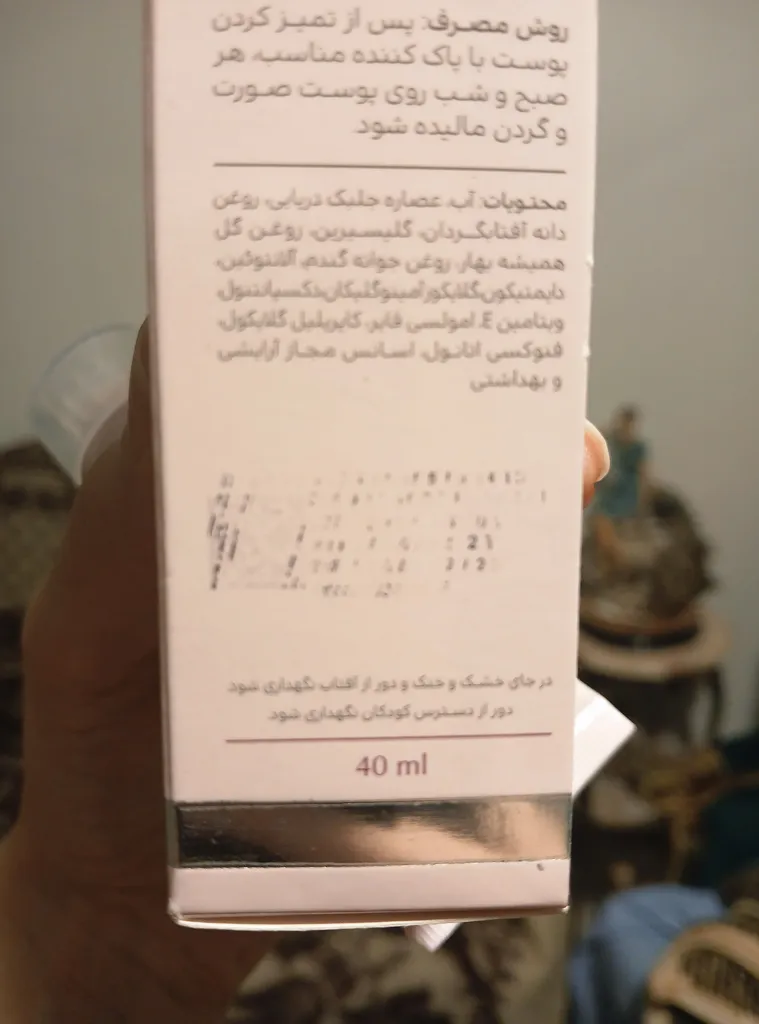 روش مصرف: پس از تمیز کردن
پوست با پاک کننده مناسب، هر
صبح و شب روی پوست صورت
و گردن مالیده شود.
محتویات: آب، عصاره جلبک دریایی، روغن
دانه آفتابگردان، گلیسیرین، روغن گل
همیشه بهار، روغن جوانه گندم، آلانتوئین،
دایمتیکون، گلایکوزآمینوگلیکان، دکسپانتنول،
ویتامین E، امولسی فایر، کاپریلیل گلایکول،
فنوکسی اتانول، اسانس مجاز آرایشی
و بهداشتی
در جای خشک و خنک و دور از آفتاب نگهداری شود
دور از دسترس کودکان نگهداری شود
40 ml